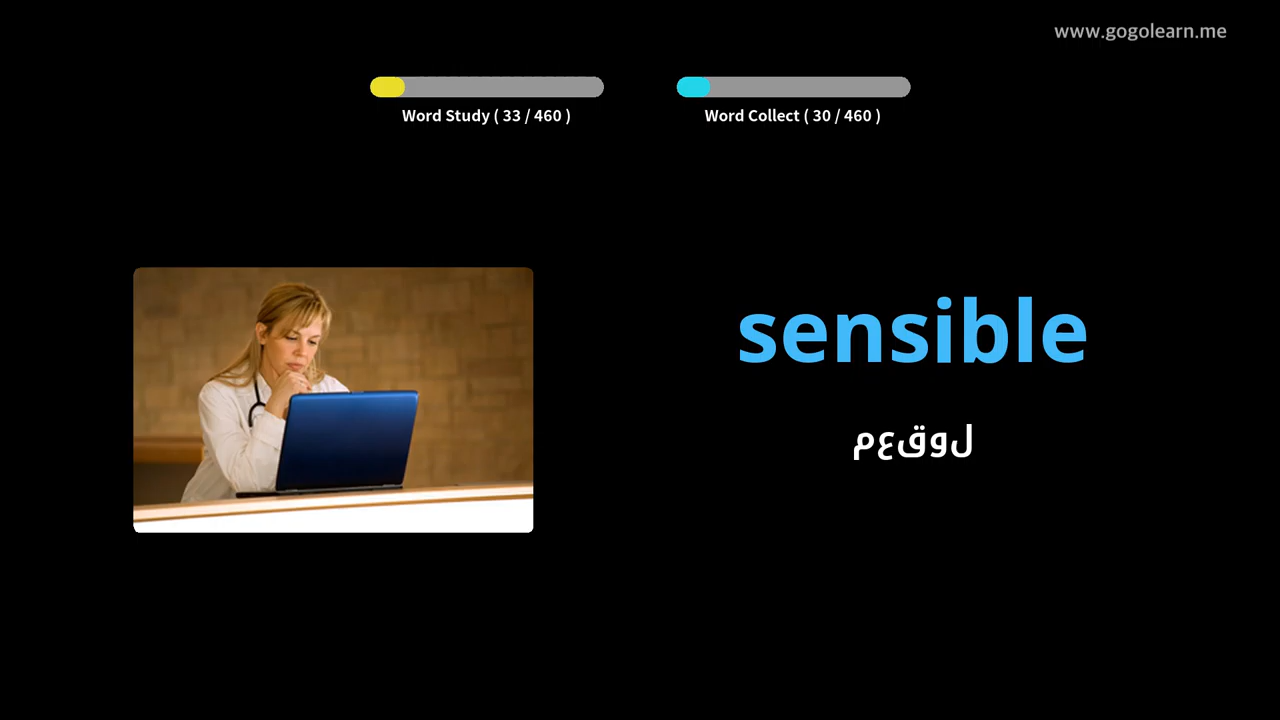 www.gogolearn.me
Word Study ( 33 / 460 )
Word Collect ( 30 / 460 )
sensible
لوقعم